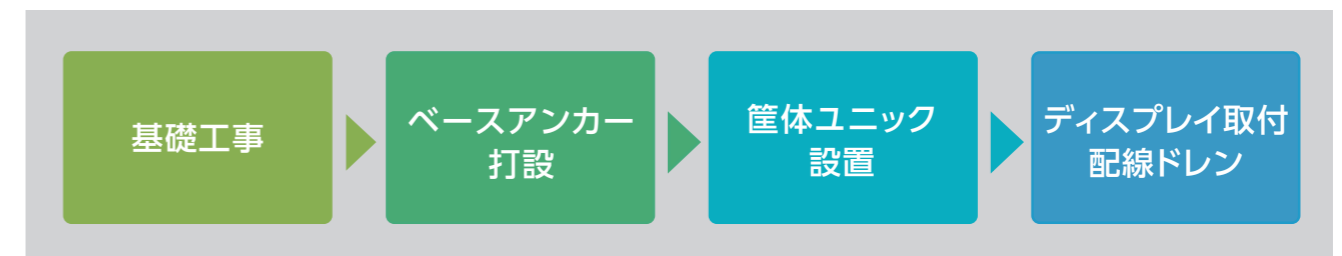 基礎工事
ベースアンカー
打設
筐体ユニック
設置
ディスプレイ取付
配線ドレン